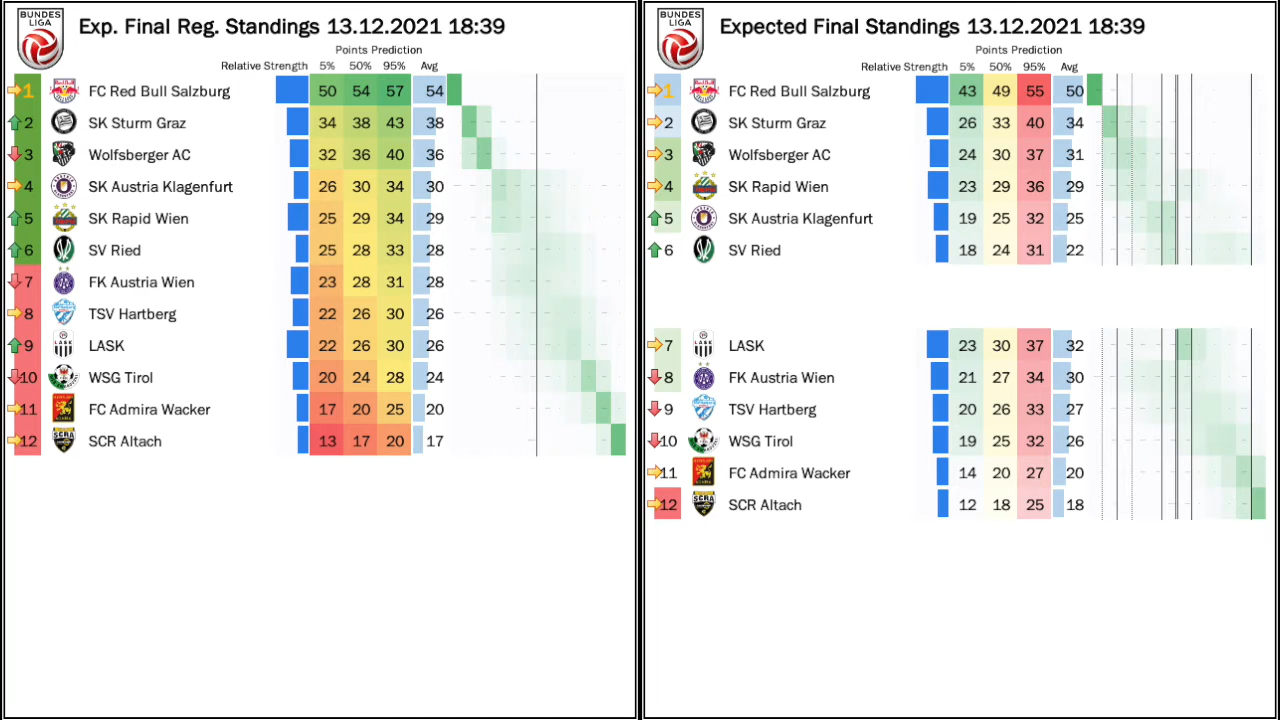 BUNDES
LIGA
Exp. Final Reg. Standings 13.12.2021 18:39
Points Prediction
Relative Strength 5% 50% 95% Avg
1 FC Red Bull Salzburg 50 54 57 54
2 SK Sturm Graz 34 38 43 38
3 Wolfsberger AC 32 36 40 36
4 SK Austria Klagenfurt 26 30 34 30
5 SK Rapid Wien 25 29 34 29
6 SV Ried 25 28 33 28
7 FK Austria Wien 23 28 31 28
8 TSV Hartberg 22 26 30 26
9 LASK 22 26 30 26
10 WSG Tirol 20 24 28 24
11 FC Admira Wacker 17 20 25 20
12 SCR Altach 13 17 20 17
BUNDES
LIGA
Expected Final Standings 13.12.2021 18:39
Points Prediction
Relative Strength 5% 50% 95% Avg
1 FC Red Bull Salzburg 43 49 55 50
2 SK Sturm Graz 26 33 40 34
3 Wolfsberger AC 24 30 37 31
4 SK Rapid Wien 23 29 36 29
5 SK Austria Klagenfurt 19 25 32 25
6 SV Ried 18 24 31 22
7 LASK 23 30 37 32
8 FK Austria Wien 21 27 34 30
9 TSV Hartberg 20 26 33 27
10 WSG Tirol 19 25 32 26
11 FC Admira Wacker 14 20 27 20
12 SCR Altach 12 18 25 18